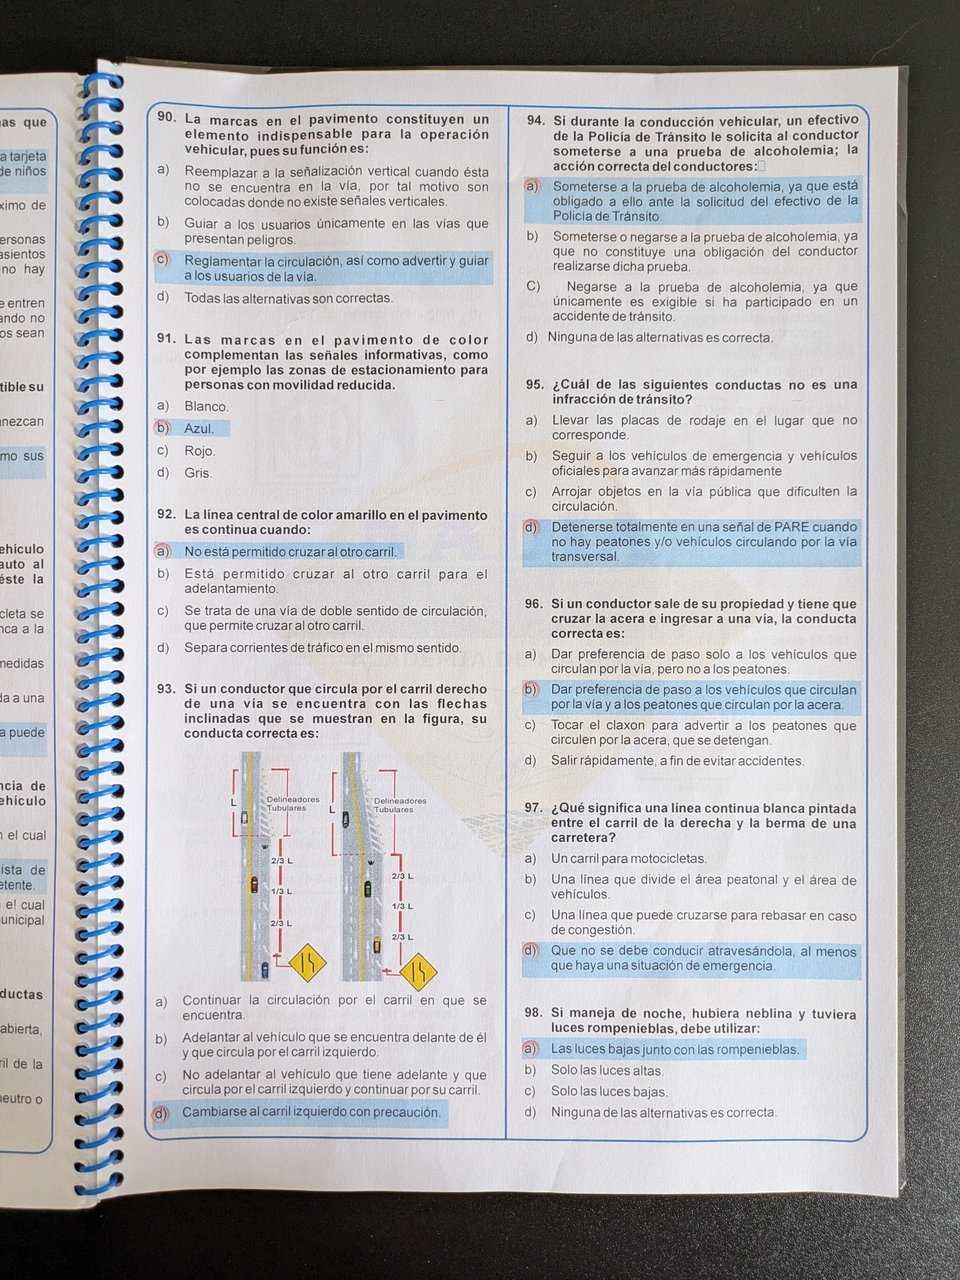 as que
a tarjeta
de niños
ximo de
ersonas
asientos
no hay
e entren
ando no
os sean
tible su
nezcan
mo sus
ehículo
auto al
éste la
cleta se
nca a la
medidas
da a una
a puede
ncia de
ehículo
n el cual
ista de
etente.
e! cual
unicipal
ductas
abierta,
ril de la
neutro o
90. La marcas en el pavimento constituyen un
elemento indispensable para la operación
vehicular, pues su función es:
a) Reemplazar a la señalización vertical cuando ésta
no se encuentra en la vía, por tal motivo son
colocadas donde no existe señales verticales.
b) Guiar a los usuarios únicamente en las vías que
presentan peligros.
c) Reglamentar la circulación, así como advertir y guiar
a los usuarios de la vía.
d) Todas las alternativas son correctas.
91. Las marcas en el pavimento de color
complementan las señales informativas, como
por ejemplo las zonas de estacionamiento para
personas con movilidad reducida.
a) Blanco.
b) Azul.
c) Rojo.
d) Gris.
92. La línea central de color amarillo en el pavimento
es continua cuando:
a) No está permitido cruzar al otro carril.
b) Está permitido cruzar al otro carril para el
adelantamiento.
c) Se trata de una vía de doble sentido de circulación,
que permite cruzar al otro carril.
d) Separa corrientes de tráfico en el mismo sentido.
93. Si un conductor que circula por el carril derecho
de una vía se encuentra con las flechas
inclinadas que se muestran en la figura, su
conducta correcta es:
L
Delineadores
Tubulares
2/3 L
1/3 L
2/3 L
L
Delineadores
Tubulares
2/3 L
1/3 L
2/3 L
a) Continuar la circulación por el carril en que se
encuentra.
b) Adelantar al vehículo que se encuentra delante de él
y que circula por el carril izquierdo.
c) No adelantar al vehículo que tiene adelante y que
circula por el carril izquierdo y continuar por su carril.
d) Cambiarse al carril izquierdo con precaución.
94. Si durante la conducción vehicular, un efectivo
de la Policía de Tránsito le solicita al conductor
someterse a una prueba de alcoholemia; la
acción correcta del conductores:
a) Someterse a la prueba de alcoholemia, ya que está
obligado a ello ante la solicitud del efectivo de la
Policía de Tránsito.
b) Someterse o negarse a la prueba de alcoholemia, ya
que no constituye una obligación del conductor
realizarse dicha prueba.
C) Negarse a la prueba de alcoholemia, ya que
únicamente es exigible si ha participado en un
accidente de tránsito.
d) Ninguna de las alternativas es correcta.
95. ¿Cuál de las siguientes conductas no es una
infracción de tránsito?
a) Llevar las placas de rodaje en el lugar que no
corresponde.
b) Seguir a los vehículos de emergencia y vehículos
oficiales para avanzar más rápidamente
c) Arrojar objetos en la vía pública que dificulten la
circulación.
d) Detenerse totalmente en una señal de PARE cuando
no hay peatones y/o vehículos circulando por la vía
transversal.
96. Si un conductor sale de su propiedad y tiene que
cruzar la acera e ingresar a una vía, la conducta
correcta es:
a) Dar preferencia de paso solo a los vehículos que
circulan por la vía, pero no a los peatones.
b) Dar preferencia de paso a los vehículos que circulan
por la vía y a los peatones que circulan por la acera.
c) Tocar el claxon para advertir a los peatones que
circulen por la acera, que se detengan.
d) Salir rápidamente, a fin de evitar accidentes.
97. ¿Qué significa una línea continua blanca pintada
entre el carril de la derecha y la berma de una
carretera?
a) Un carril para motocicletas.
b) Una línea que divide el área peatonal y el área de
vehículos.
c) Una línea que puede cruzarse para rebasar en caso
de congestión.
d) Que no se debe conducir atravesándola, al menos
que haya una situación de emergencia.
98. Si maneja de noche, hubiera neblina y tuviera
luces rompenieblas, debe utilizar:
a) Las luces bajas junto con las rompenieblas.
b) Solo las luces altas.
c) Solo las luces bajas.
d) Ninguna de las alternativas es correcta.